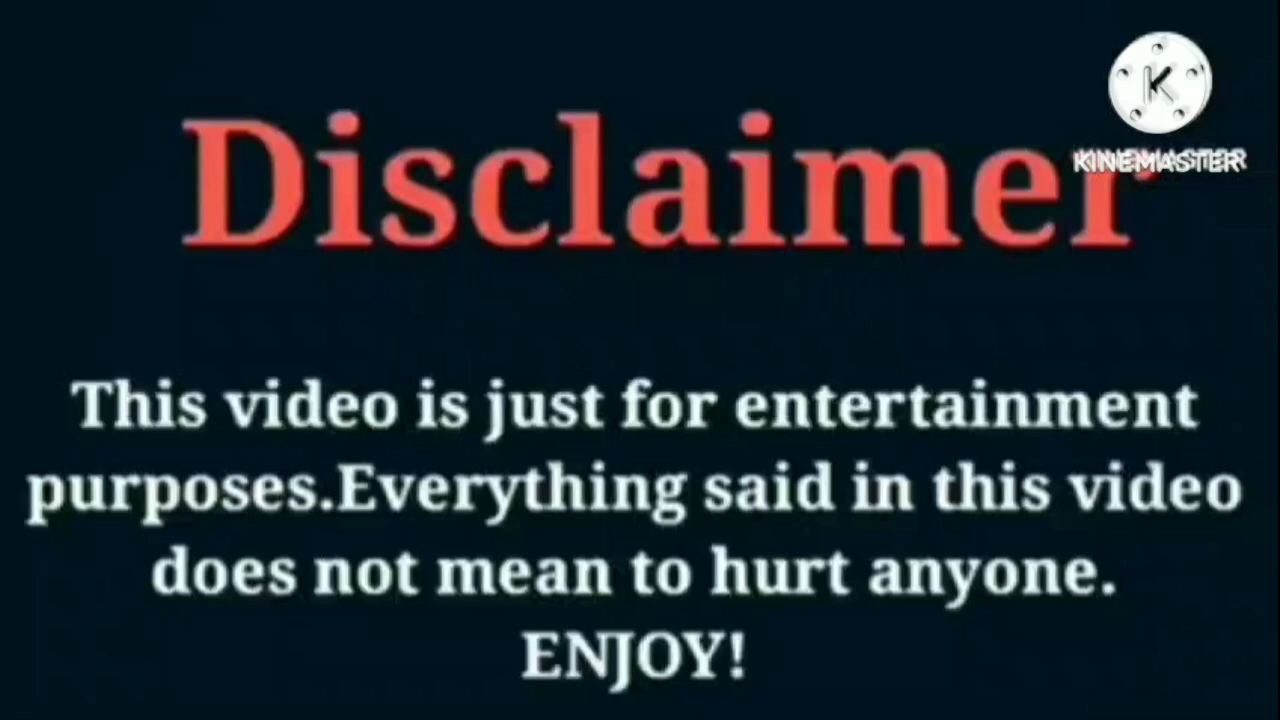 K
KINEMASTER
Disclaimer
This video is just for entertainment
purposes.Everything said in this video
does not mean to hurt anyone.
ENJOY!